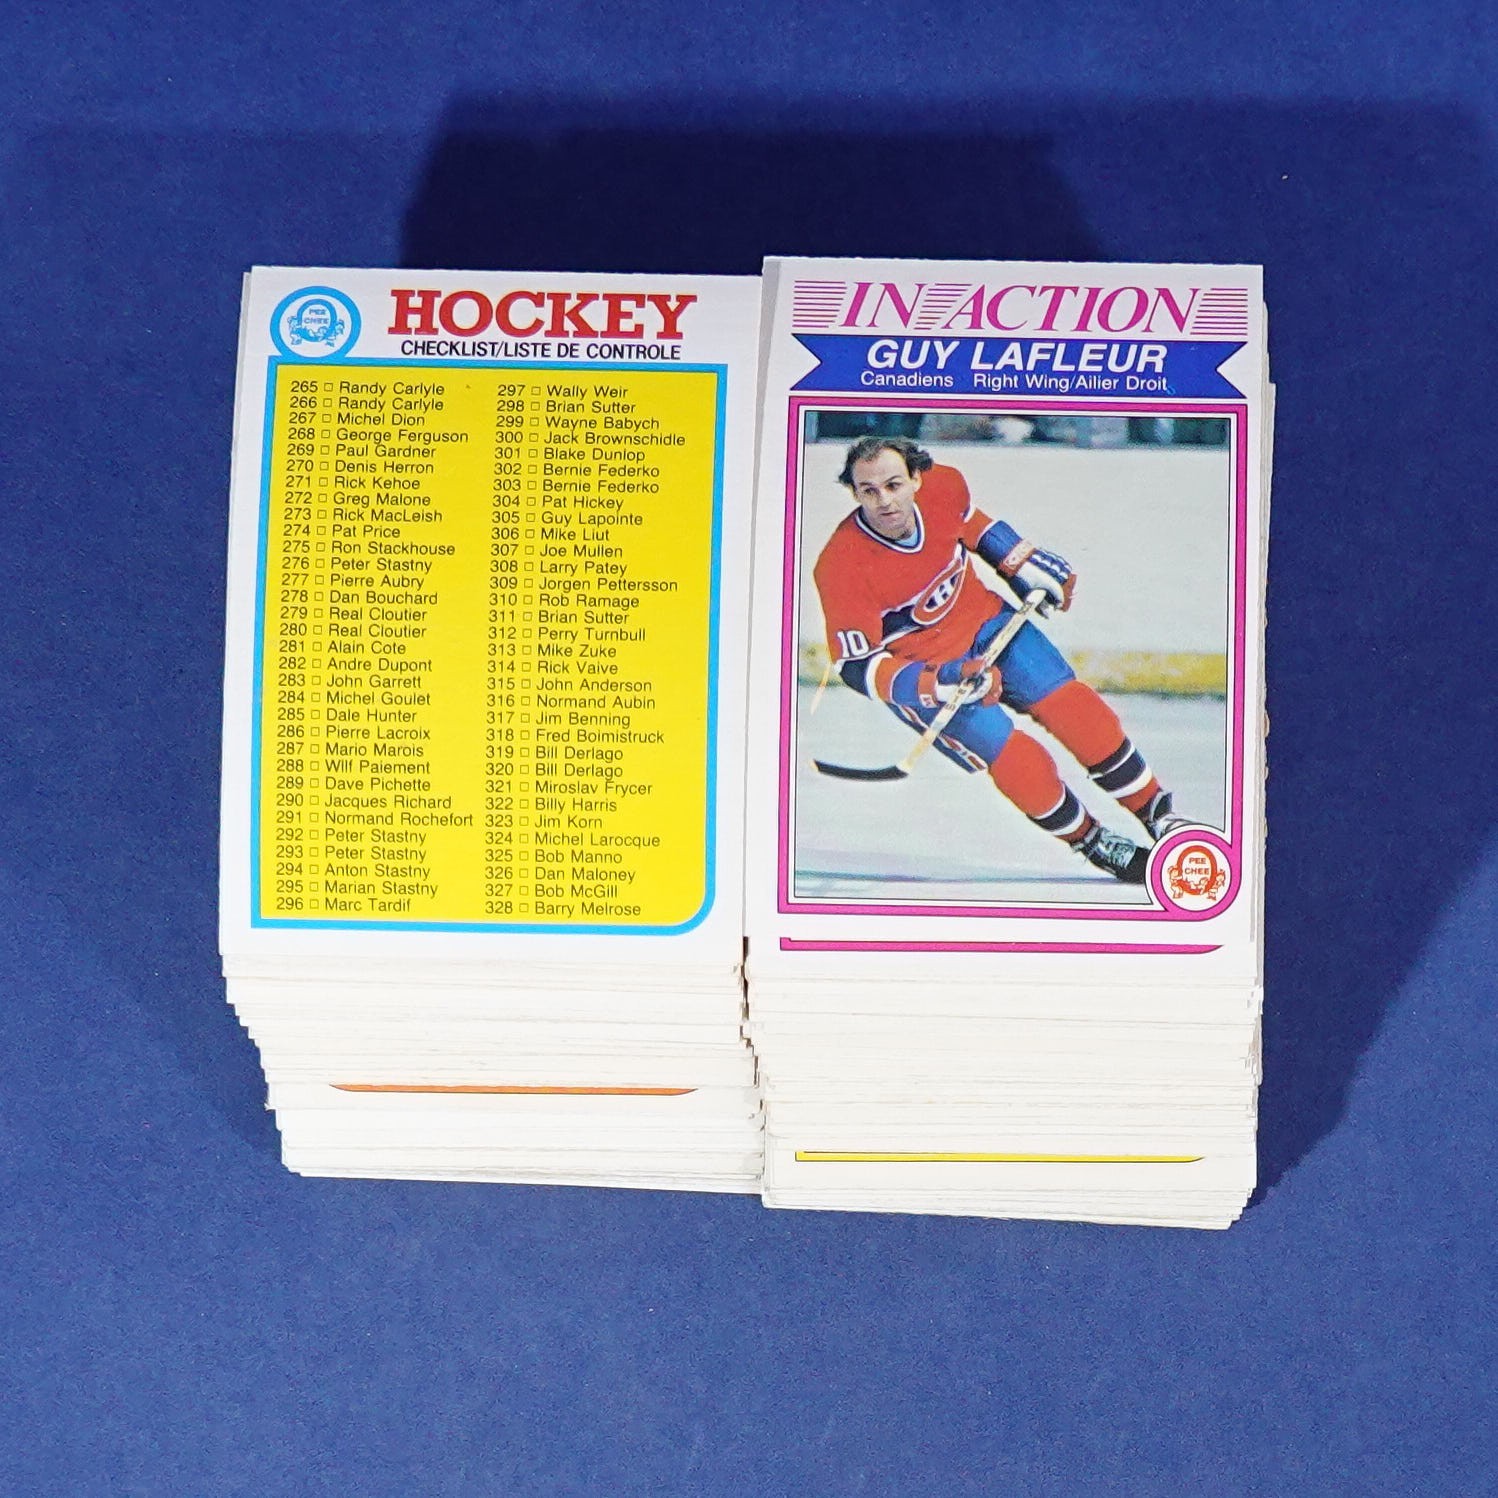 PEE
CHEE
HOCKEY
CHECKLIST/LISTE DE CONTROLE
265 □ Randy Carlyle
266 □ Randy Carlyle
267 □ Michel Dion
268 □ George Ferguson
269 □ Paul Gardner
270 □ Denis Herron
271 □ Rick Kehoe
272 □ Greg Malone
273 □ Rick MacLeish
274 □ Pat Price
275 □ Ron Stackhouse
276 □ Peter Stastny
277 □ Pierre Aubry
278 □ Dan Bouchard
279 □ Real Cloutier
280 □ Real Cloutier
281 □ Alain Cote
282 □ Andre Dupont
283 □ John Garrett
284 □ Michel Goulet
285 □ Dale Hunter
286 □ Pierre Lacroix
287 □ Mario Marois
288 □ Wilf Paiement
289 □ Dave Pichette
290 □ Jacques Richard
291 □ Normand Rochefort
292 □ Peter Stastny
293 □ Peter Stastny
294 □ Anton Stastny
295 □ Marian Stastny
296 □ Marc Tardif
297 □ Wally Weir
298 □ Brian Sutter
299 □ Wayne Babych
300 □ Jack Brownschidle
301 □ Blake Dunlop
302 □ Bernie Federko
303 □ Bernie Federko
304 □ Pat Hickey
305 □ Guy Lapointe
306 □ Mike Liut
307 □ Joe Mullen
308 □ Larry Patey
309 □ Jorgen Pettersson
310 □ Rob Ramage
311 □ Brian Sutter
312 □ Perry Turnbull
313 □ Mike Zuke
314 □ Rick Vaive
315 □ John Anderson
316 □ Normand Aubin
317 □ Jim Benning
318 □ Fred Boimistruck
319 □ Bill Derlago
320 □ Bill Derlago
321 □ Miroslav Frycer
322 □ Billy Harris
323 □ Jim Korn
324 □ Michel Larocque
325 □ Bob Manno
326 □ Dan Maloney
327 □ Bob McGill
328 □ Barry Melrose
IN ACTION
GUY LAFLEUR
Canadiens Right Wing/Ailier Droit
10
PEE
CHEE